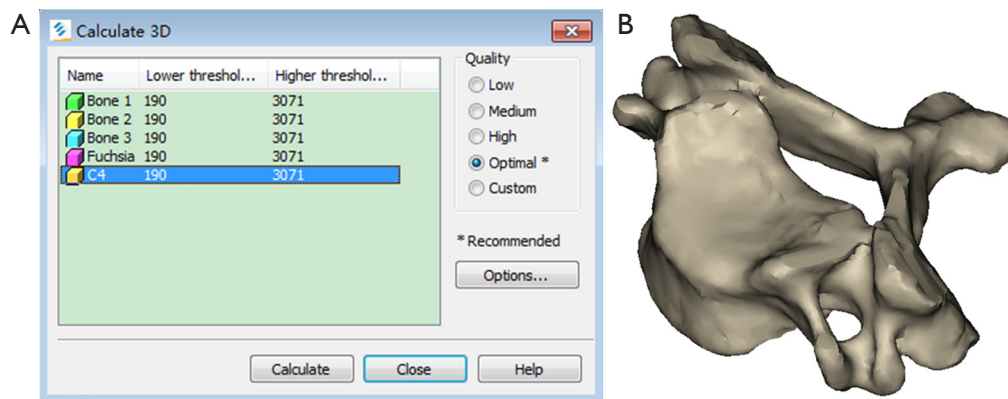 A
Calculate 3D
Name Lower threshol... Higher threshol...
Bone 1 190 3071
Bone 2 190 3071
Bone 3 190 3071
Fuchsia 190 3071
C4 190 3071
Quality
Low
Medium
High
Optimal *
Custom
* Recommended
Options...
Calculate Close Help
B